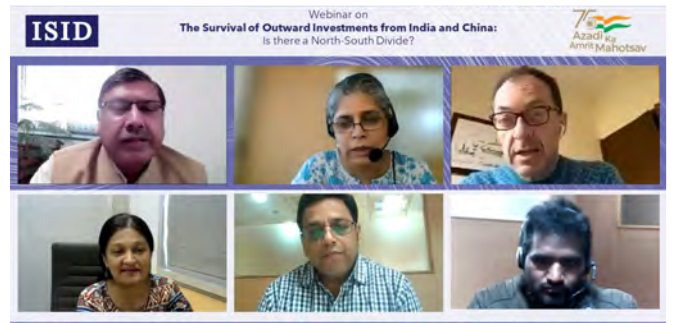 ISID
Webinar on
The Survival of Outward Investments from India and China:
Is there a North-South Divide?
75
Azadi Ka
Amrit Mahotsav